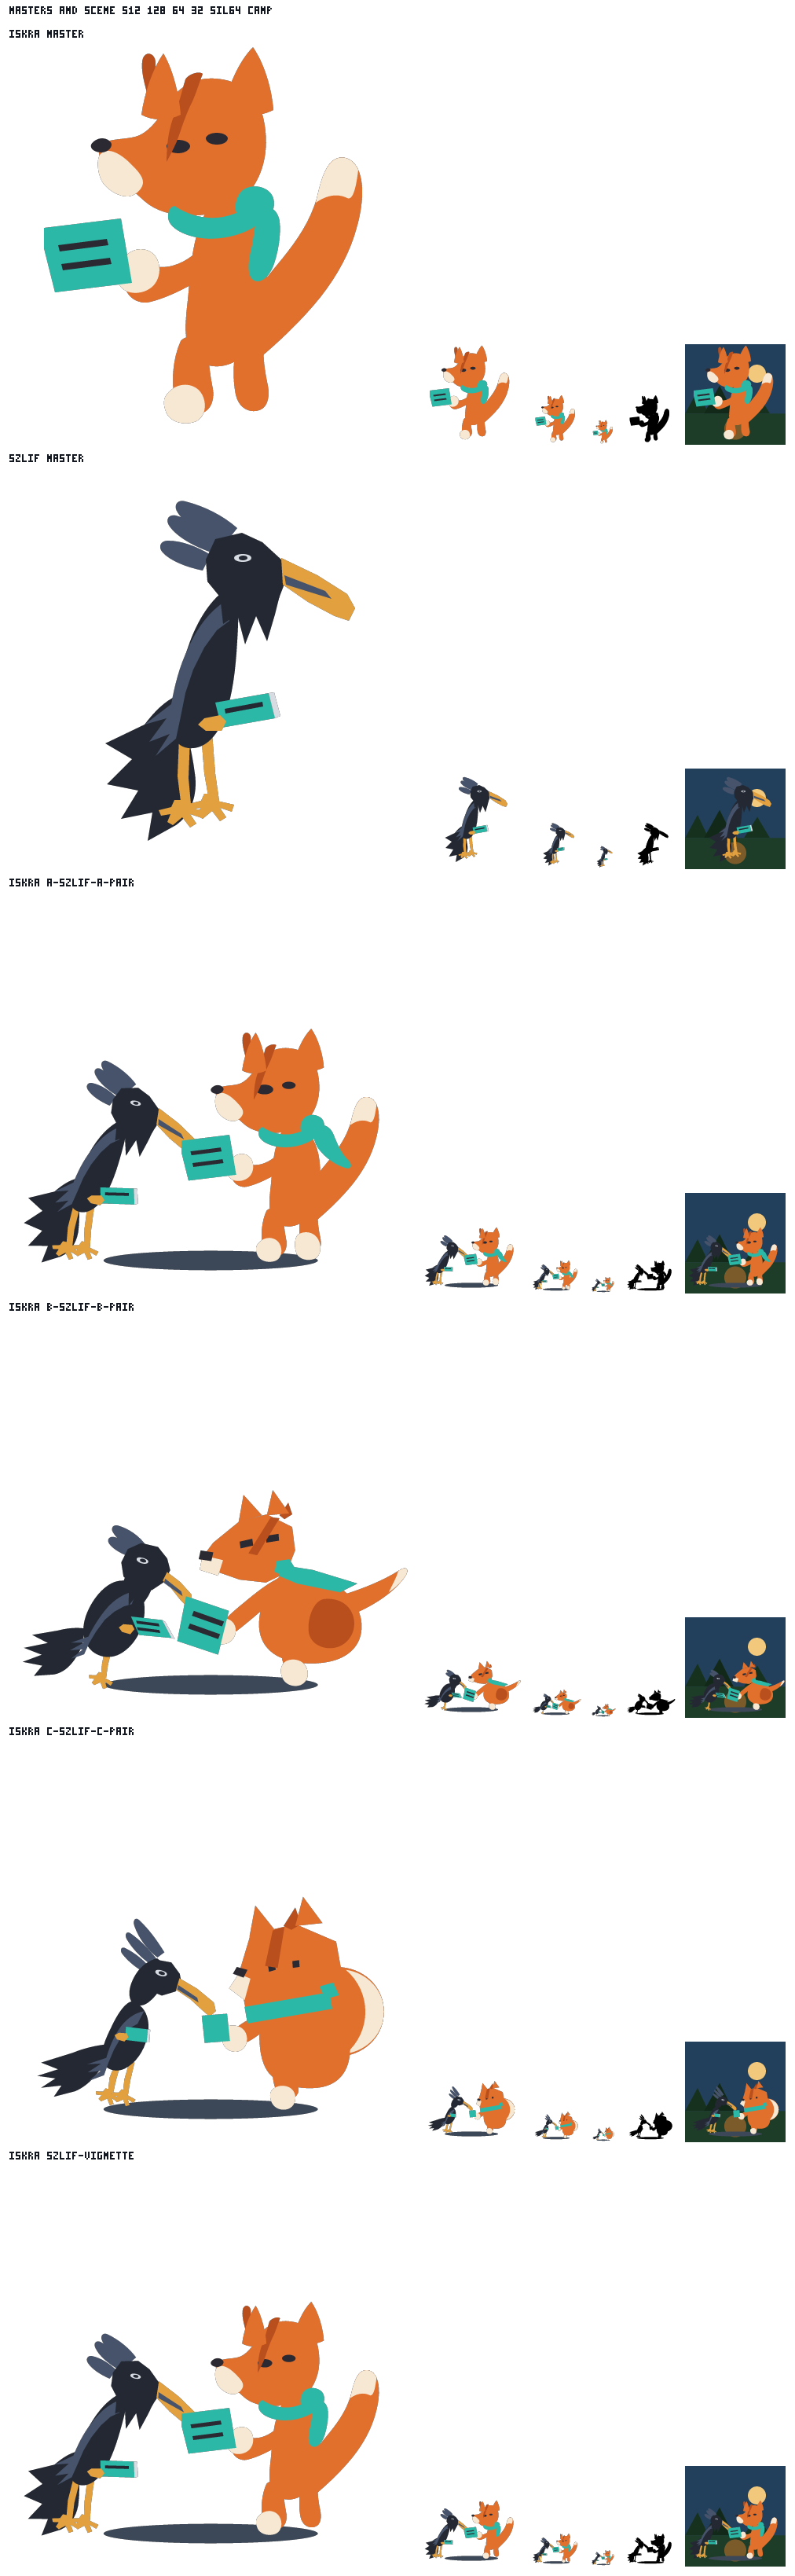 MASTERS AND SCENE 512 128 64 32 SIL64 CAMP
ISKRA MASTER
SZLIF MASTER
ISKRA A-SZLIF-A-PAIR
ISKRA B-SZLIF-B-PAIR
ISKRA C-SZLIF-C-PAIR
ISKRA SZLIF-VIGNETTE